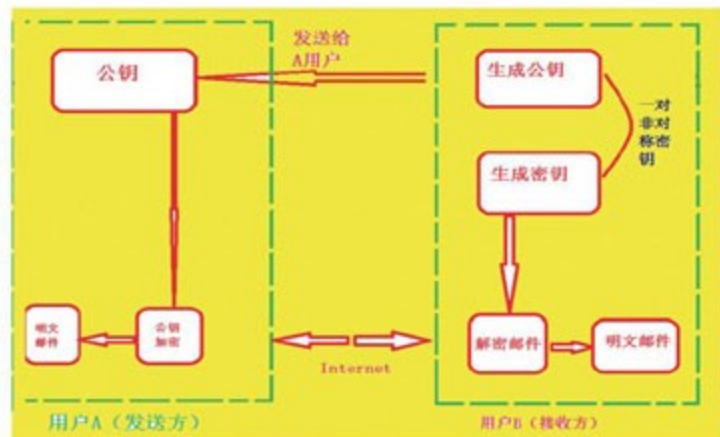 发送给
A用户
公钥
生成公钥
一对
非对
称密
钥
生成密钥
明文
邮件
公钥
加密
解密邮件
明文邮件
Internet
用户A（发送方）
用户B（接收方）